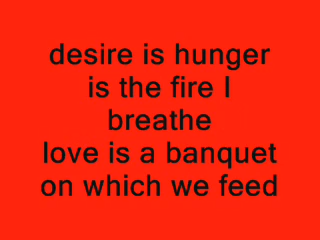 desire is hunger
is the fire I
breathe
love is a banquet
on which we feed